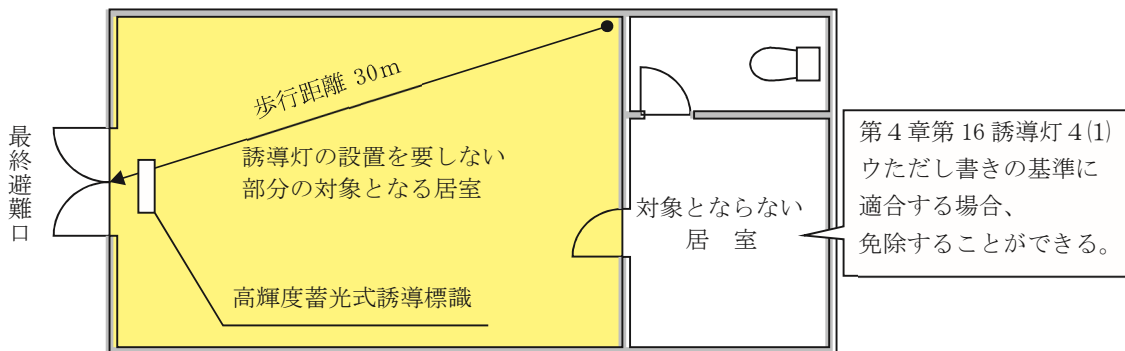 歩行距離 30m
最終避難口
誘導灯の設置を要しない
部分の対象となる居室
高輝度蓄光式誘導標識
対象とならない
居 室
第4章第 16 誘導灯 4⑴
ウただし書きの基準に
適合する場合、
免除することができる。